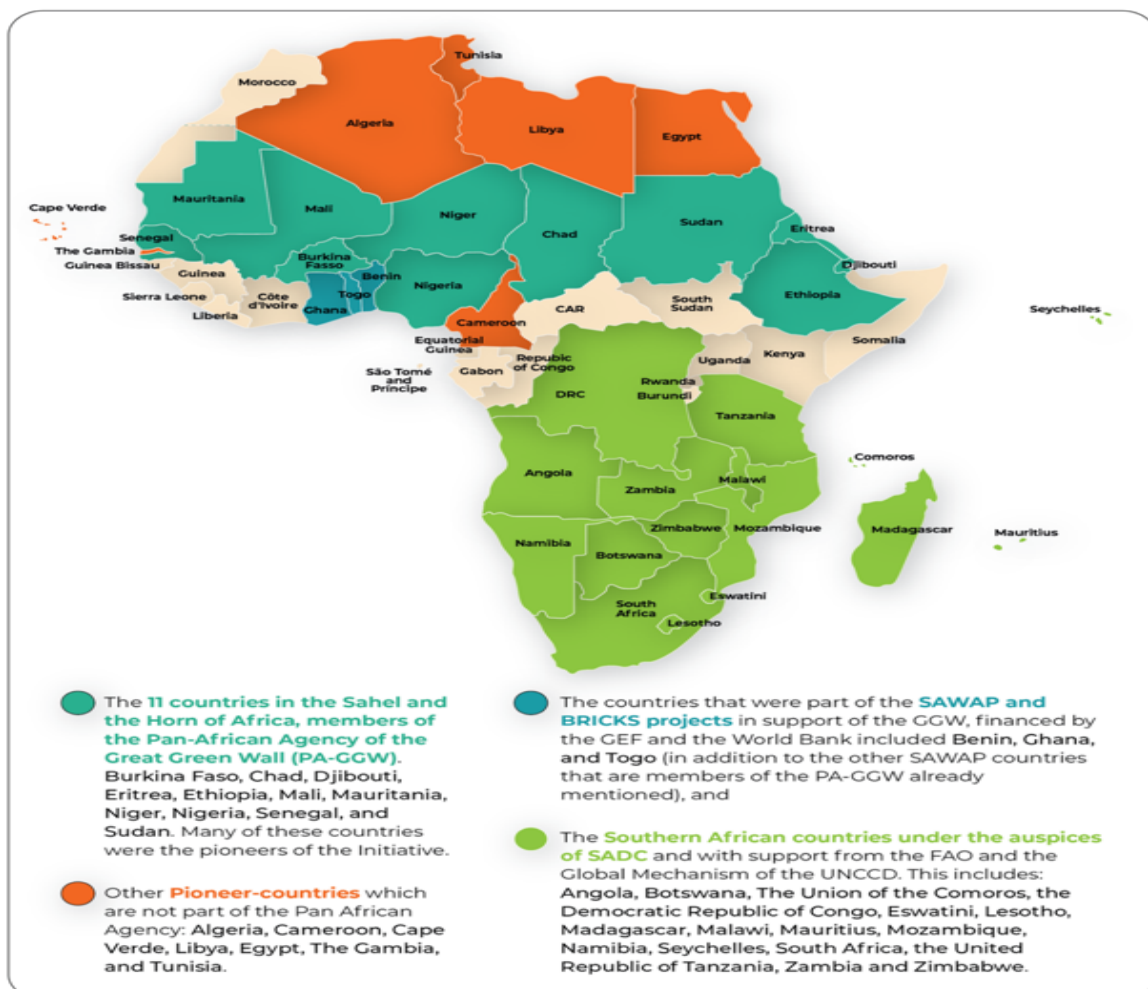 Tunisia
Morocco
Algeria
Libya
Egypt
Mauritania
Mali
Niger
Chad
Sudan
Eritrea
Cape Verde
Senegal
The Gambia
Guinea Bissau
Guinea
Burkina
Fasso
Benin
Togo
Ghana
Nigeria
Djibouti
Ethiopia
Sierra Leone
Liberia
Côte
d'Ivoire
Cameroon
CAR
South
Sudan
Somalia
Seychelles
Equatorial
Guinea
São Tomé
and
Príncipe
Gabon
Republic
of Congo
DRC
Uganda
Kenya
Rwanda
Burundi
Tanzania
Comoros
Angola
Zambia
Malawi
Zimbabwe
Mozambique
Madagascar
Mauritius
Namibia
Botswana
South
Africa
Eswatini
Lesotho
The 11 countries in the Sahel and
the Horn of Africa, members of
the Pan-African Agency of the
Great Green Wall (PA-GGW).
Burkina Faso, Chad, Djibouti,
Eritrea, Ethiopia, Mali, Mauritania,
Niger, Nigeria, Senegal, and
Sudan. Many of these countries
were the pioneers of the Initiative.
Other Pioneer-countries which
are not part of the Pan African
Agency: Algeria, Cameroon, Cape
Verde, Libya, Egypt, The Gambia,
and Tunisia.
The countries that were part of the SAWAP and
BRICKS projects in support of the GGW, financed by
the GEF and the World Bank included Benin, Ghana,
and Togo (in addition to the other SAWAP countries
that are members of the PA-GGW already
mentioned), and
The Southern African countries under the auspices
of SADC and with support from the FAO and the
Global Mechanism of the UNCCD. This includes:
Angola, Botswana, The Union of the Comoros, the
Democratic Republic of Congo, Eswatini, Lesotho,
Madagascar, Malawi, Mauritius, Mozambique,
Namibia, Seychelles, South Africa, the United
Republic of Tanzania, Zambia and Zimbabwe.